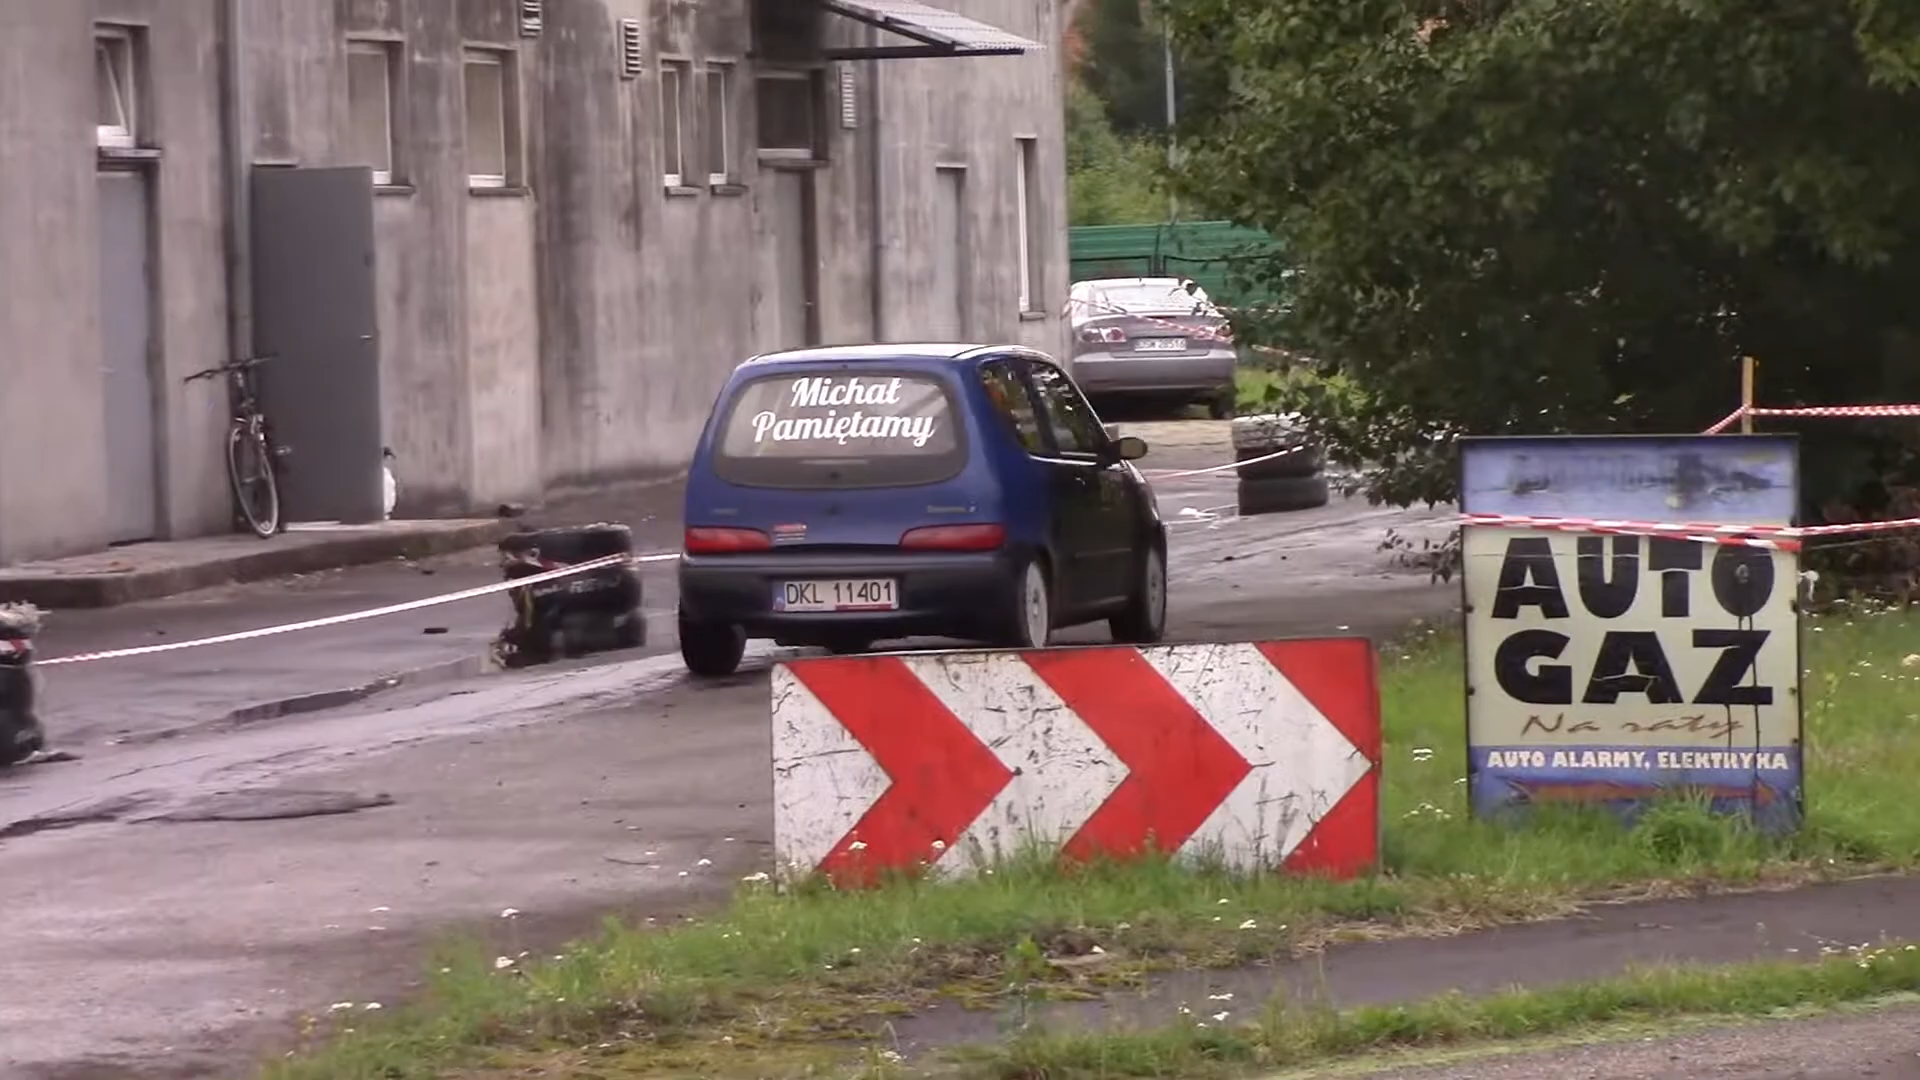 Michał
Pamiętamy
DKL 11401
AUTO
GAZ
Na raty
AUTO ALARMY, ELEKTRYKA